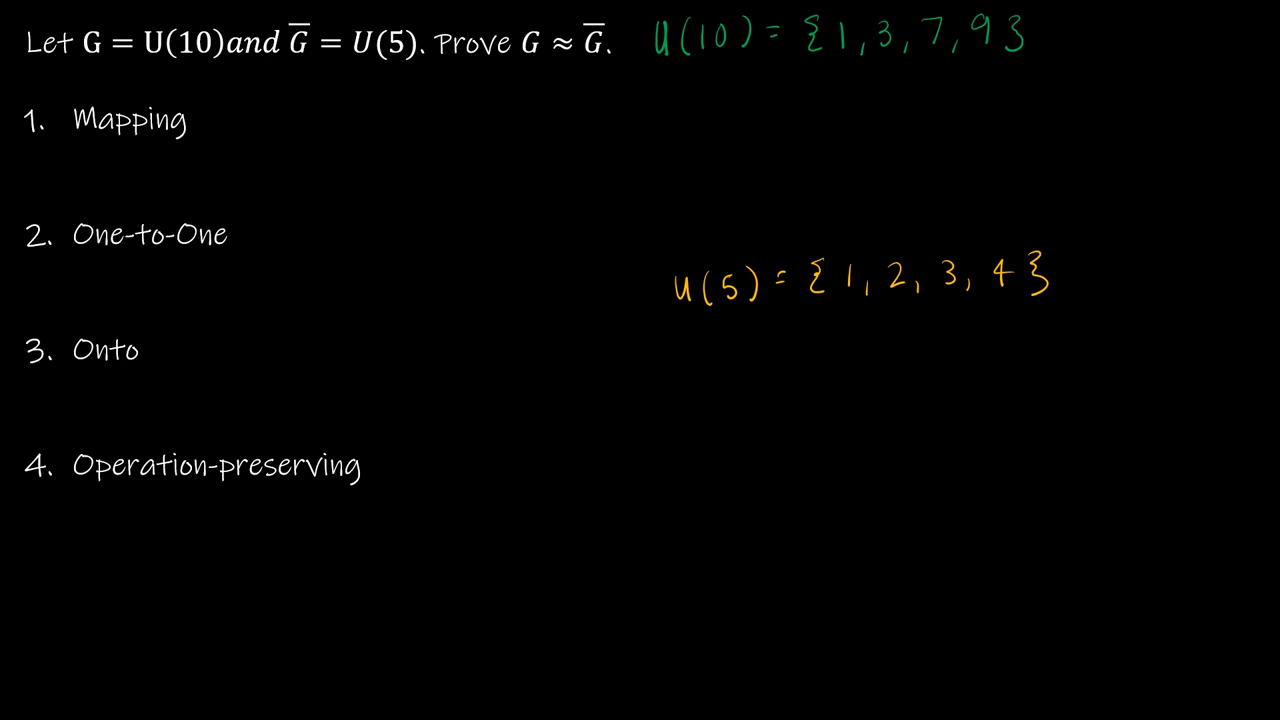 Let G = U(10)and G̅ = U(5). Prove G ≈ G̅.
U(10) = {1, 3, 7, 9}
1. Mapping
2. One-to-One
U(5) = {1, 2, 3, 4}
3. Onto
4. Operation-preserving